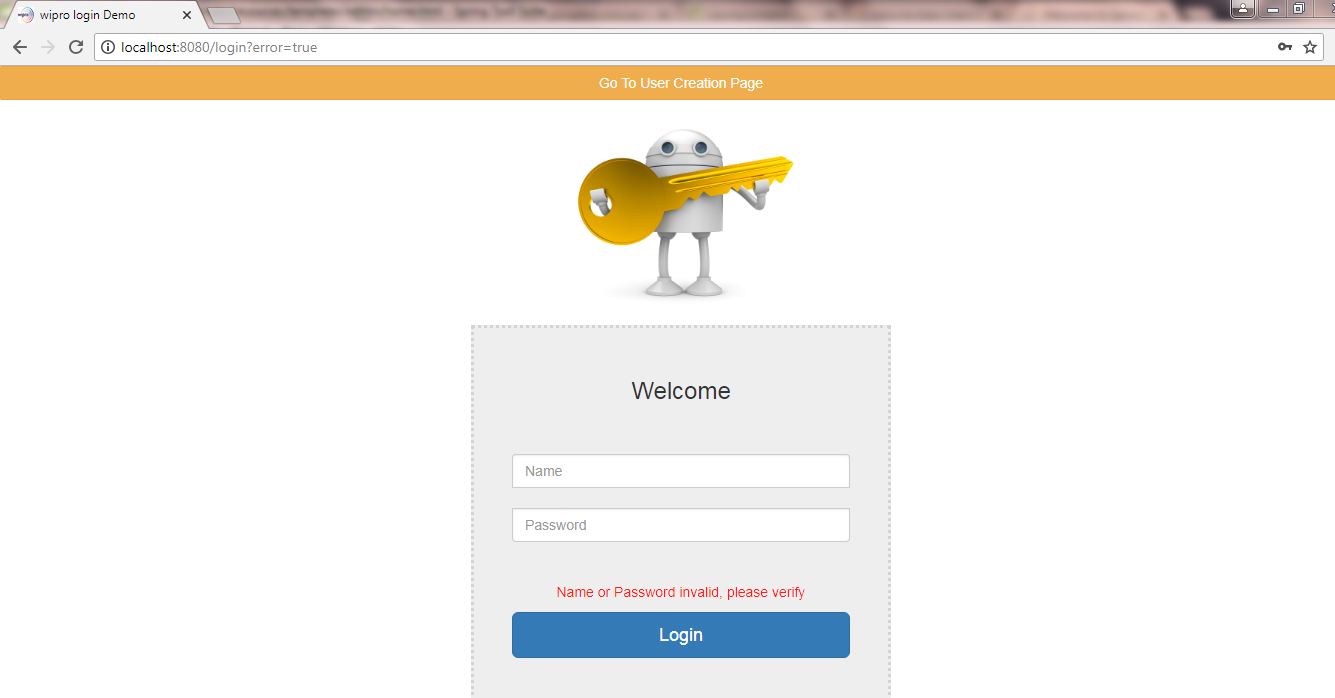 wipro login Demo
localhost:8080/login?error=true
Go To User Creation Page
Welcome
Name
Password
Name or Password invalid, please verify
Login